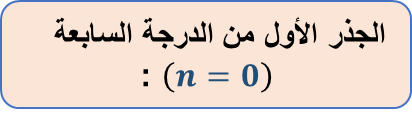 الجذر الأول من الدرجة السابعة
(n = 0) :